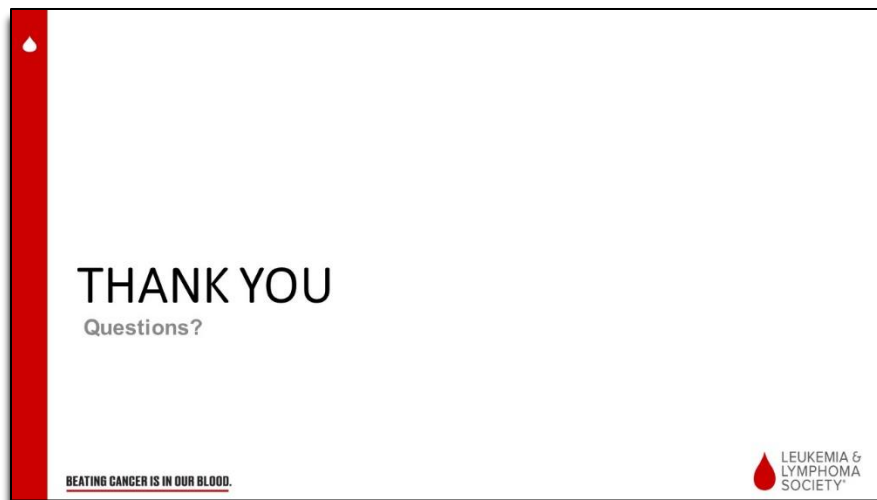 THANK YOU
Questions?
BEATING CANCER IS IN OUR BLOOD.
LEUKEMIA &
LYMPHOMA
SOCIETY®